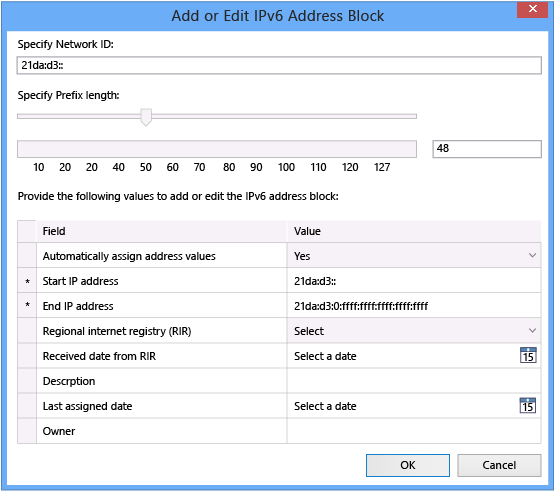 Add or Edit IPv6 Address Block
Specify Network ID:
21da:d3::
Specify Prefix length:
48
10 20 20 40 50 60 70 80 90 100 110 120 127
Provide the following values to add or edit the IPv6 address block:
Field Value
Automatically assign address values Yes
* Start IP address 21da:d3::
* End IP address 21da:d3:0:ffff:ffff:ffff:ffff:ffff
Regional internet registry (RIR) Select
Received date from RIR Select a date 15
Descrption
Last assigned date Select a date 15
Owner
OK Cancel